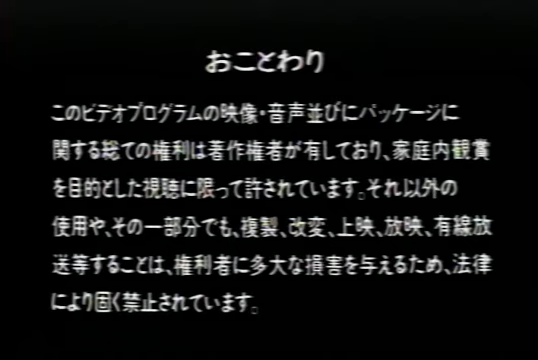 おことわり
このビデオプログラムの映像・音声並びにパッケージに
関する総ての権利は著作権者が有しており、家庭内観賞
を目的とした視聴に限って許されています。それ以外の
使用や、その一部分でも、複製、改変、上映、放映、有線放
送等することは、権利者に多大な損害を与えるため、法律
により固く禁止されています。